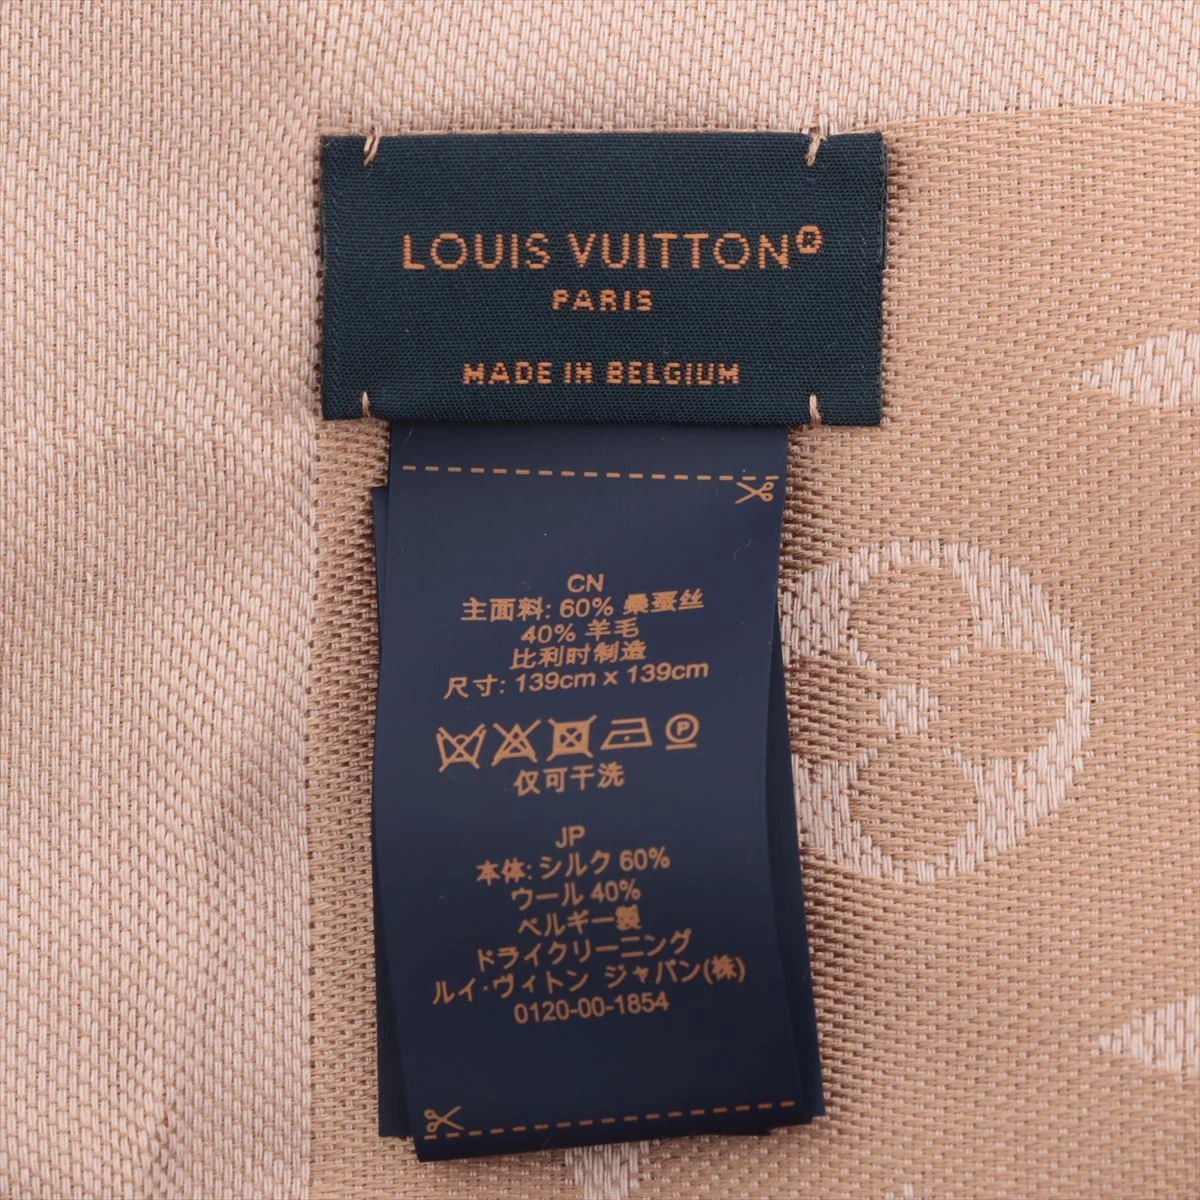 LOUIS VUITTON®
PARIS
MADE IN BELGIUM
CN
主面料: 60% 桑蚕丝
40% 羊毛
比利时制造
尺寸: 139cm x 139cm
P
仅可干洗
JP
本体: シルク 60%
ウール 40%
ベルギー製
ドライクリーニング
ルイ·ヴィトン ジャパン(株)
0120-00-1854